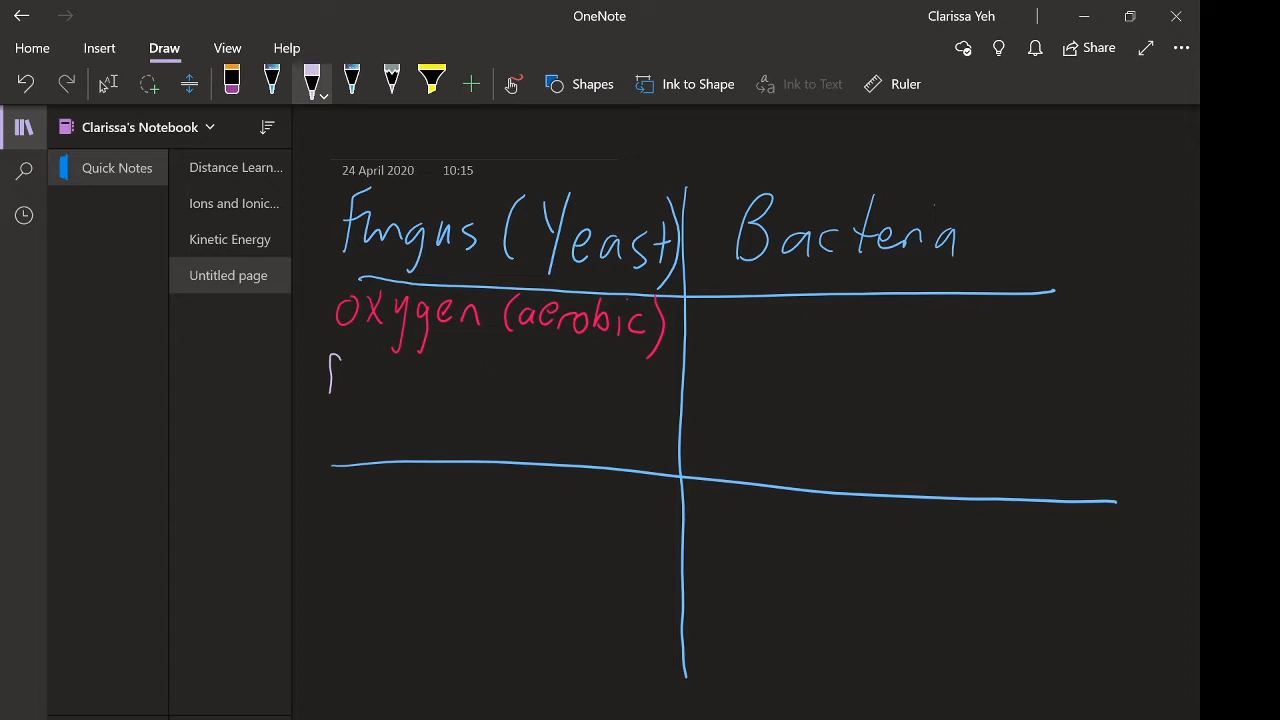 OneNote
Clarissa Yeh
Home Insert Draw View Help
Share
Shapes Ink to Shape Ink to Text Ruler
Clarissa's Notebook
Quick Notes
Distance Learn...
Ions and Ionic...
Kinetic Energy
Untitled page
24 April 2020 10:15
Fungus (Yeast) Bacteria
Oxygen (aerobic)